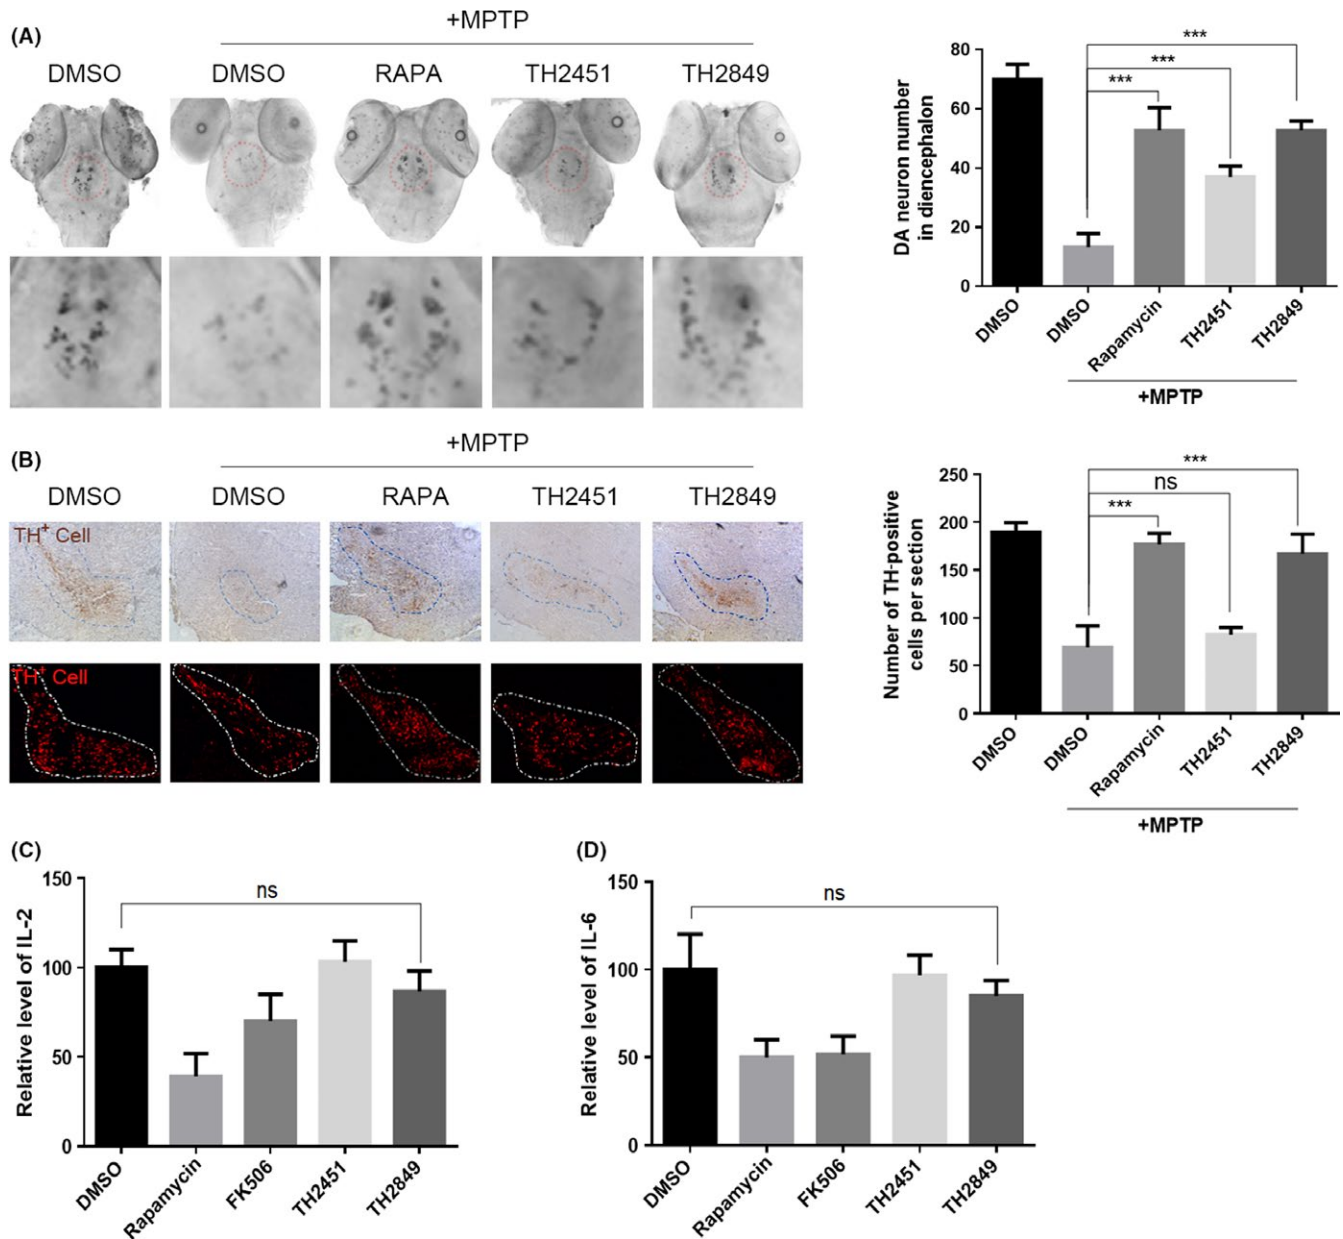 (A)
+MPTP
DMSO DMSO RAPA TH2451 TH2849
DA neuron number
in diencephalon
80
60
40
20
0
***
***
***
DMSO DMSO Rapamycin TH2451 TH2849
+MPTP
(B)
+MPTP
DMSO DMSO RAPA TH2451 TH2849
TH+ Cell
TH+ Cell
Number of TH-positive
cells per section
250
200
150
100
50
0
***
ns
***
DMSO DMSO Rapamycin TH2451 TH2849
+MPTP
(C)
Relative level of IL-2
150
100
50
0
ns
DMSO Rapamycin FK506 TH2451 TH2849
(D)
Relative level of IL-6
150
100
50
0
ns
DMSO Rapamycin FK506 TH2451 TH2849